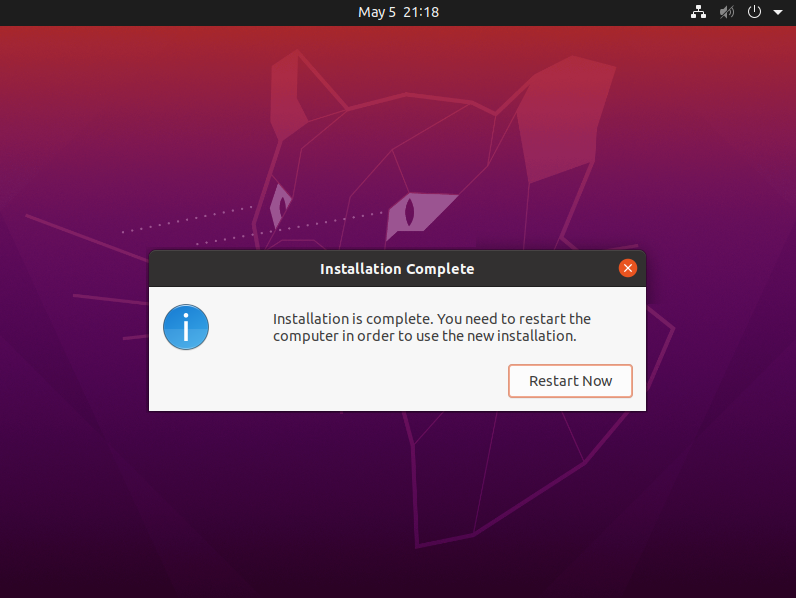 May 5 21:18
Installation Complete
Installation is complete. You need to restart the
computer in order to use the new installation.
Restart Now